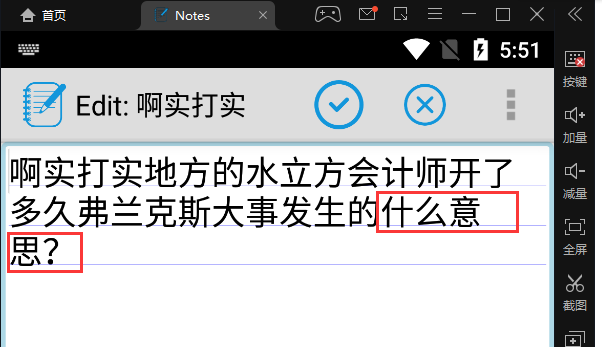 首页
Notes
5:51
Edit: 啊实打实
啊实打实地方的水立方会计师开了
多久弗兰克斯大事发生的什么意
思？
按键
加量
减量
全屏
截图